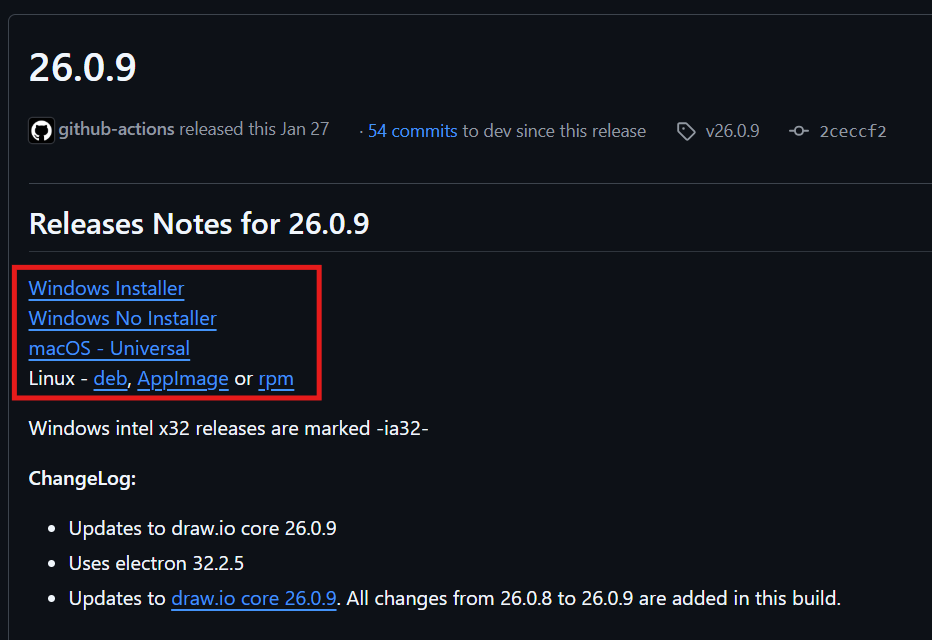 26.0.9
github-actions released this Jan 27 · 54 commits to dev since this release v26.0.9 2ceccf2
Releases Notes for 26.0.9
Windows Installer
Windows No Installer
macOS - Universal
Linux - deb, AppImage or rpm
Windows intel x32 releases are marked -ia32-
ChangeLog:
• Updates to draw.io core 26.0.9
• Uses electron 32.2.5
• Updates to draw.io core 26.0.9. All changes from 26.0.8 to 26.0.9 are added in this build.